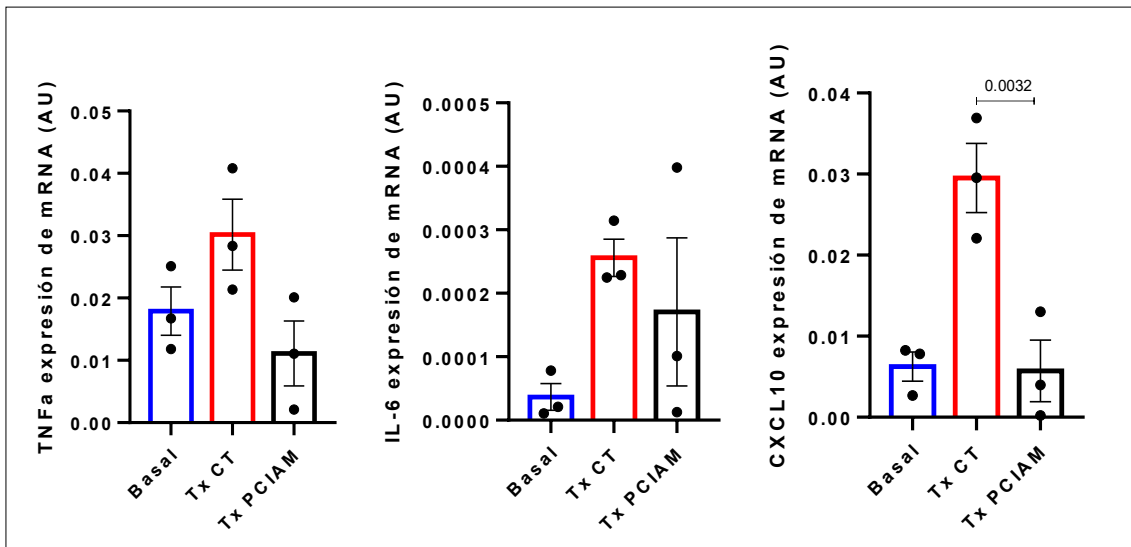 TNFa expresión de mRNA (AU)
0.05
0.04
0.03
0.02
0.01
0.00
Basal
Tx CT
Tx PCIAM
IL-6 expresión de mRNA (AU)
0.0005
0.0004
0.0003
0.0002
0.0001
0.0000
Basal
Tx CT
Tx PCIAM
CXCL10 expresión de mRNA (AU)
0.04
0.03
0.02
0.01
0.00
0.0032
Basal
Tx CT
Tx PCIAM